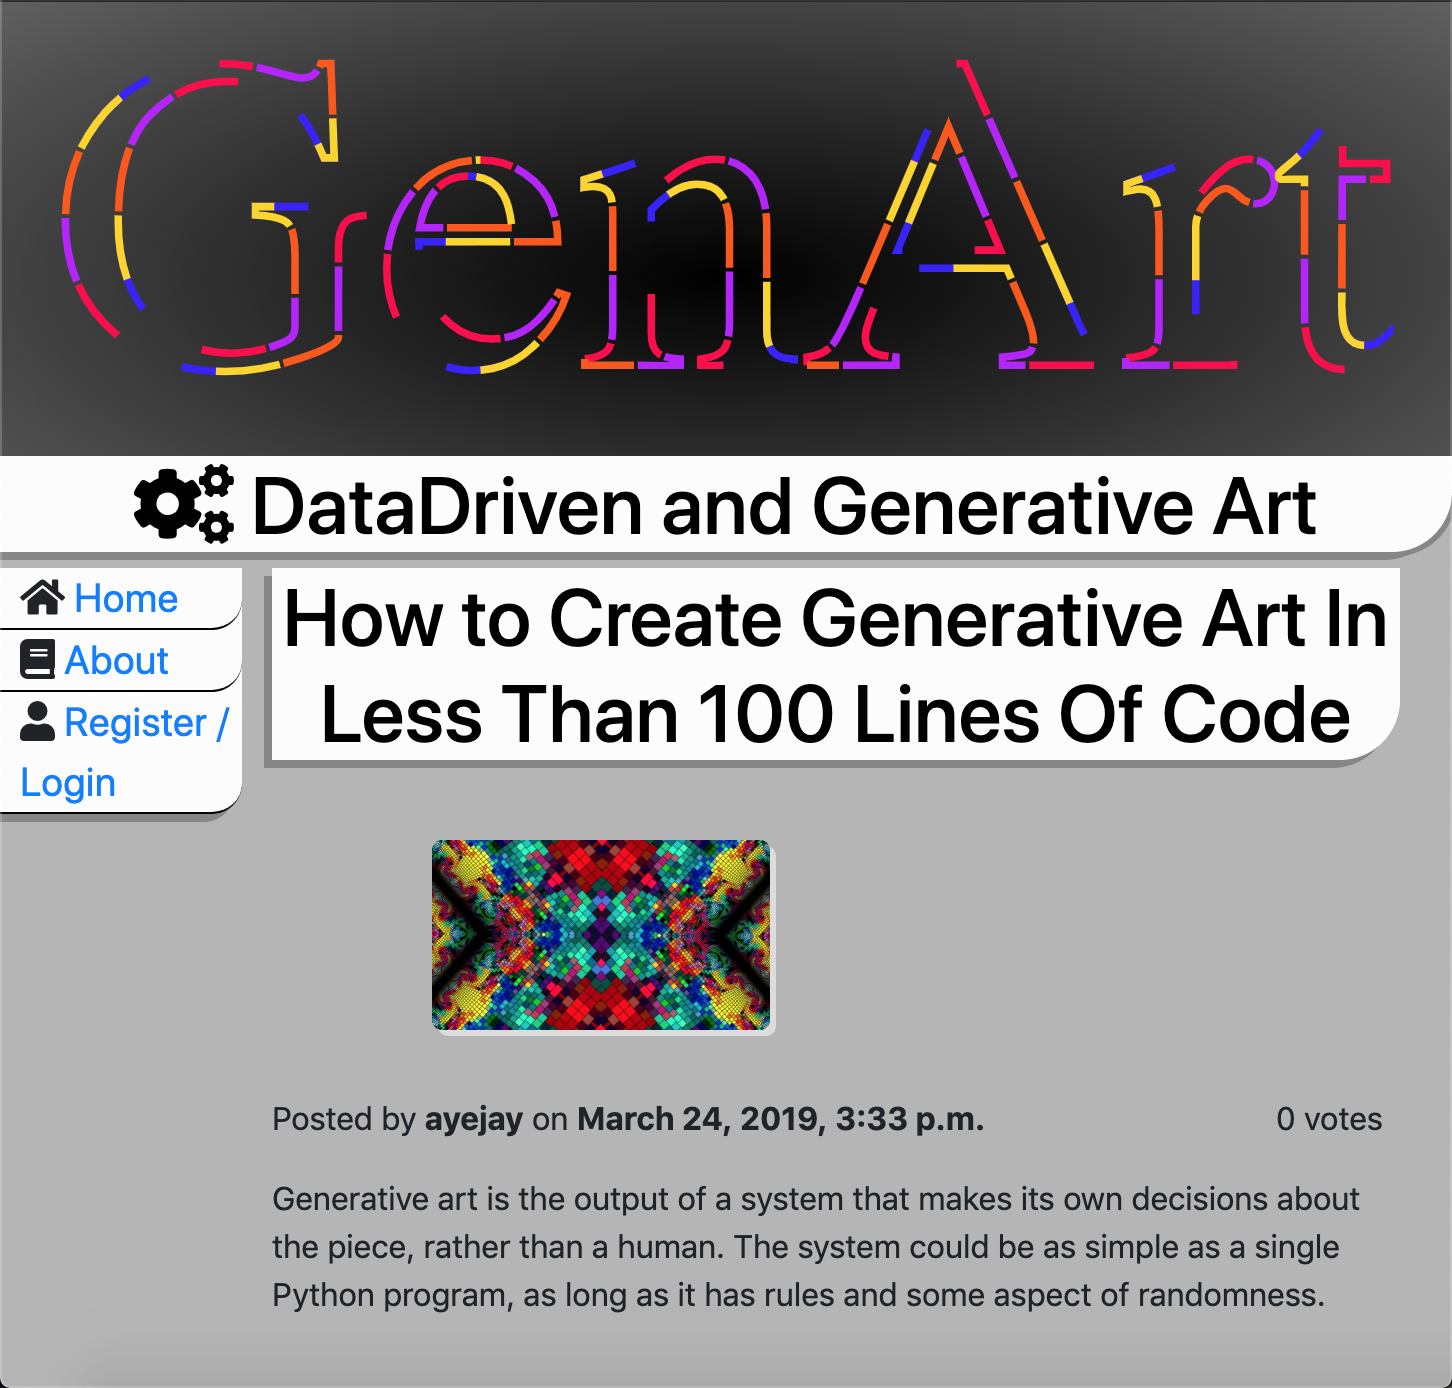 GenArt
DataDriven and Generative Art
Home
About
Register /
Login
How to Create Generative Art In
Less Than 100 Lines Of Code
Posted by ayejay on March 24, 2019, 3:33 p.m.
0 votes
Generative art is the output of a system that makes its own decisions about
the piece, rather than a human. The system could be as simple as a single
Python program, as long as it has rules and some aspect of randomness.